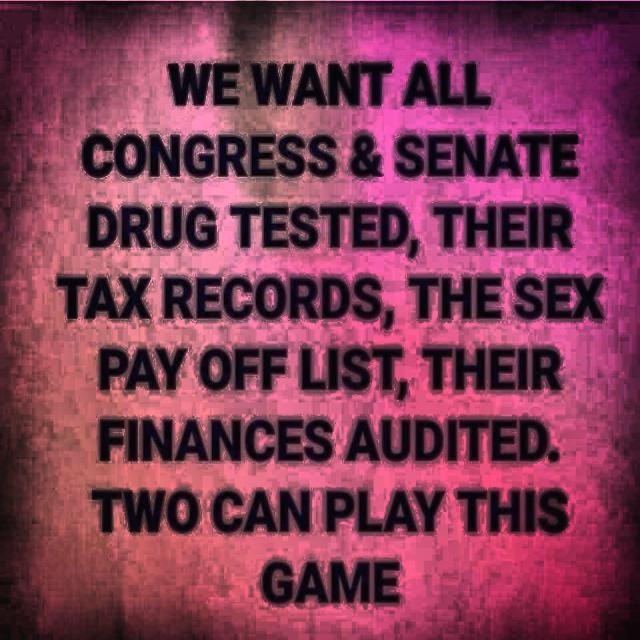 WE WANT ALL
CONGRESS & SENATE
DRUG TESTED, THEIR
TAX RECORDS, THE SEX
PAY OFF LIST, THEIR
FINANCES AUDITED.
TWO CAN PLAY THIS
GAME